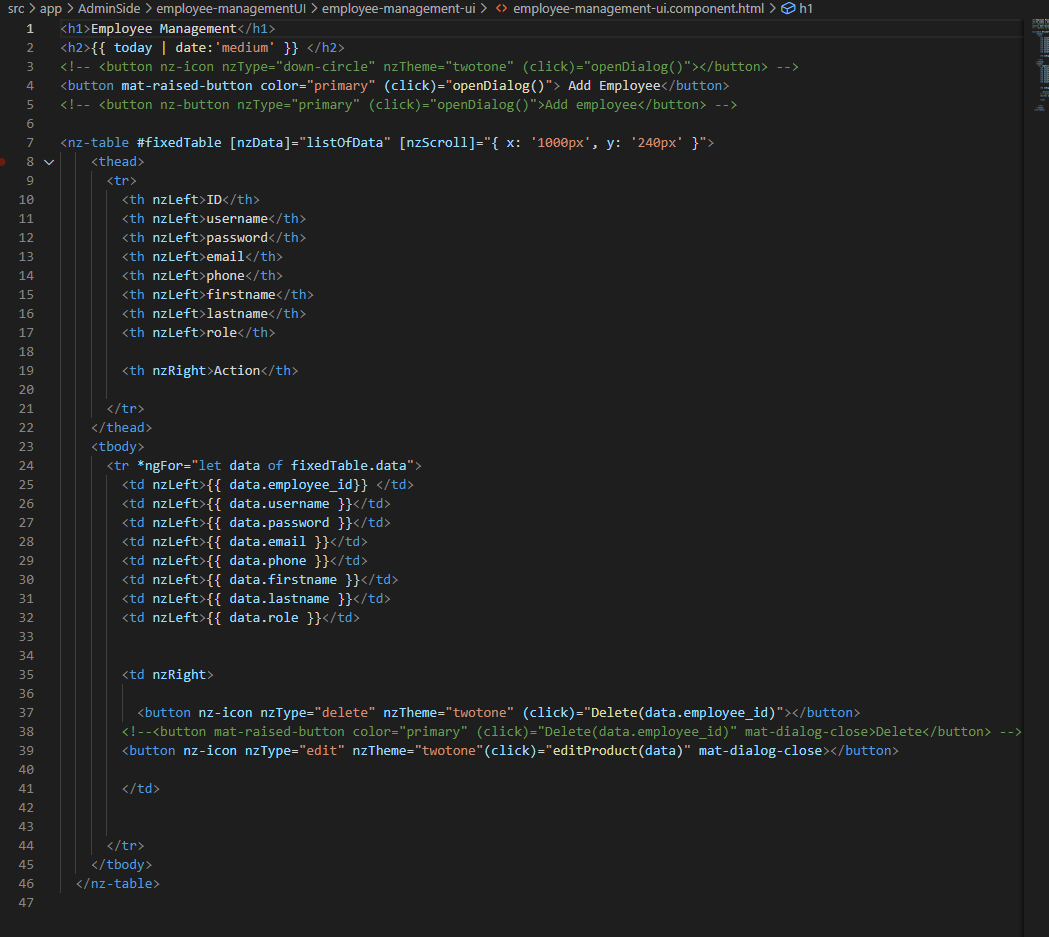 src > app > AdminSide > employee-managementUI > employee-management-ui > employee-management-ui.component.html > h1
1 <h1>Employee Management</h1>
2 <h2>{{ today | date:'medium' }} </h2>
3 <!-- <button nz-icon nzType="down-circle" nzTheme="twotone" (click)="openDialog()"></button> -->
4 <button mat-raised-button color="primary" (click)="openDialog()"> Add Employee</button>
5 <!-- <button nz-button nzType="primary" (click)="openDialog()">Add employee</button> -->
6
7 <nz-table #fixedTable [nzData]="listOfData" [nzScroll]="{ x: '1000px', y: '240px' }">
8 <thead>
9 <tr>
10 <th nzLeft>ID</th>
11 <th nzLeft>username</th>
12 <th nzLeft>password</th>
13 <th nzLeft>email</th>
14 <th nzLeft>phone</th>
15 <th nzLeft>firstname</th>
16 <th nzLeft>lastname</th>
17 <th nzLeft>role</th>
18
19 <th nzRight>Action</th>
20
21 </tr>
22 </thead>
23 <tbody>
24 <tr *ngFor="let data of fixedTable.data">
25 <td nzLeft>{{ data.employee_id}} </td>
26 <td nzLeft>{{ data.username }}</td>
27 <td nzLeft>{{ data.password }}</td>
28 <td nzLeft>{{ data.email }}</td>
29 <td nzLeft>{{ data.phone }}</td>
30 <td nzLeft>{{ data.firstname }}</td>
31 <td nzLeft>{{ data.lastname }}</td>
32 <td nzLeft>{{ data.role }}</td>
33
34
35 <td nzRight>
36
37 <button nz-icon nzType="delete" nzTheme="twotone" (click)="Delete(data.employee_id)"></button>
38 <!--<button mat-raised-button color="primary" (click)="Delete(data.employee_id)" mat-dialog-close>Delete</button> -->
39 <button nz-icon nzType="edit" nzTheme="twotone"(click)="editProduct(data)" mat-dialog-close></button>
40
41 </td>
42
43
44 </tr>
45 </tbody>
46 </nz-table>
47